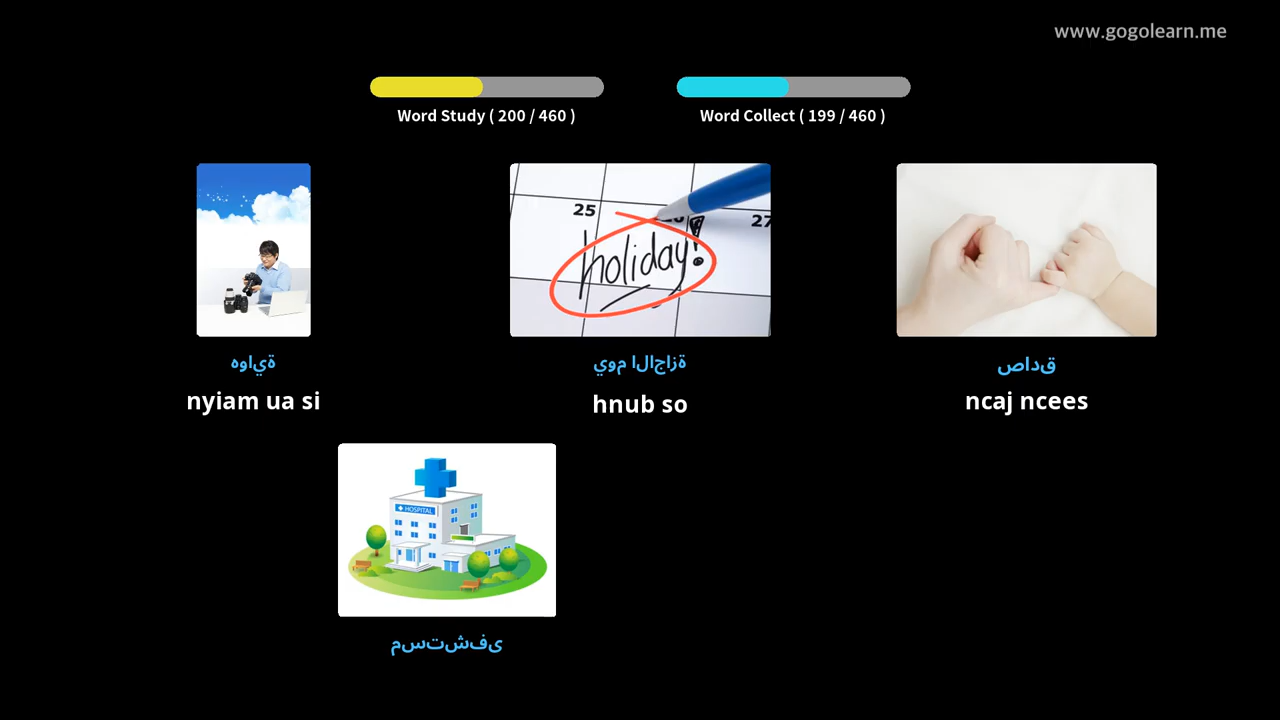 www.gogolearn.me
Word Study ( 200 / 460 )
Word Collect ( 199 / 460 )
هواية
يوم الاجازة
صادق
nyiam ua si
hnub so
ncaj ncees
25
27
holiday!
HOSPITAL
مستشفى